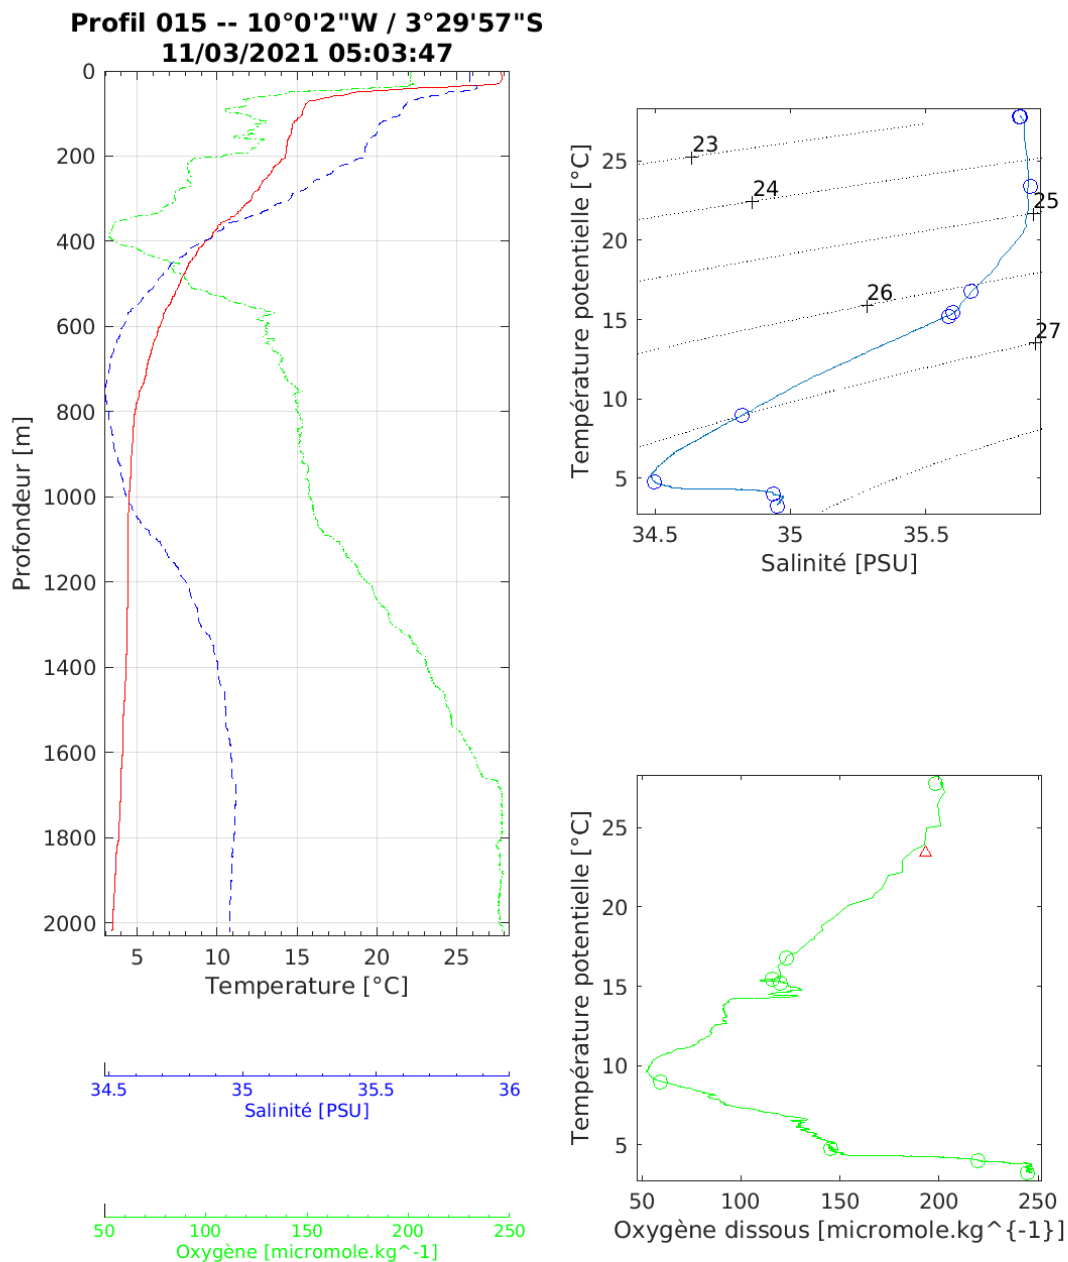 Profil 015 -- 10°0'2"W / 3°29'57"S
11/03/2021 05:03:47
0
200
400
600
800
1000
1200
1400
1600
1800
2000
Profondeur [m]
5 10 15 20 25
Temperature [°C]
34.5 35 35.5 36
Salinité [PSU]
50 100 150 200 250
Oxygène [micromole.kg^-1]
23
24
25
26
27
25
20
15
10
5
Température potentielle [°C]
34.5 35 35.5
Salinité [PSU]
25
20
15
10
5
Température potentielle [°C]
50 100 150 200 250
Oxygène dissous [micromole.kg^{-1}]